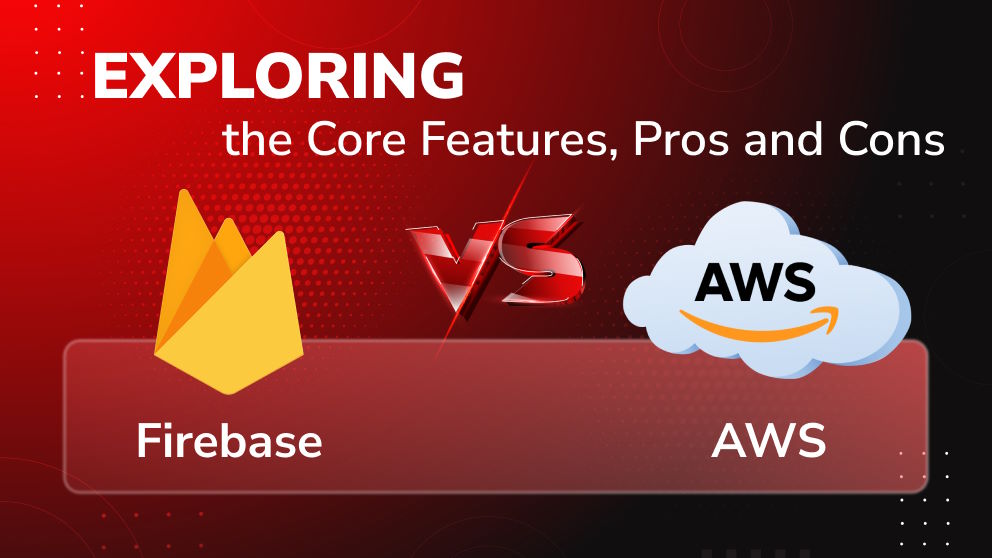 EXPLORING
the Core Features, Pros and Cons
VS
AWS
Firebase
AWS